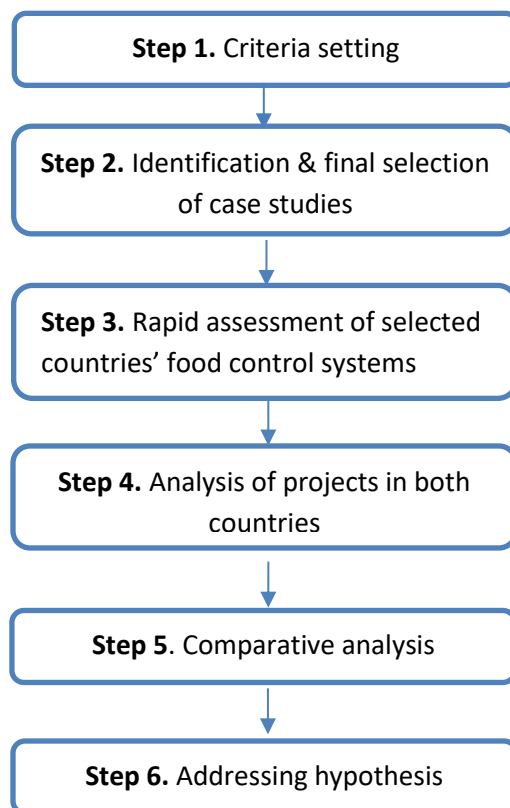 Step 1. Criteria setting
Step 2. Identification & final selection
of case studies
Step 3. Rapid assessment of selected
countries’ food control systems
Step 4. Analysis of projects in both
countries
Step 5. Comparative analysis
Step 6. Addressing hypothesis